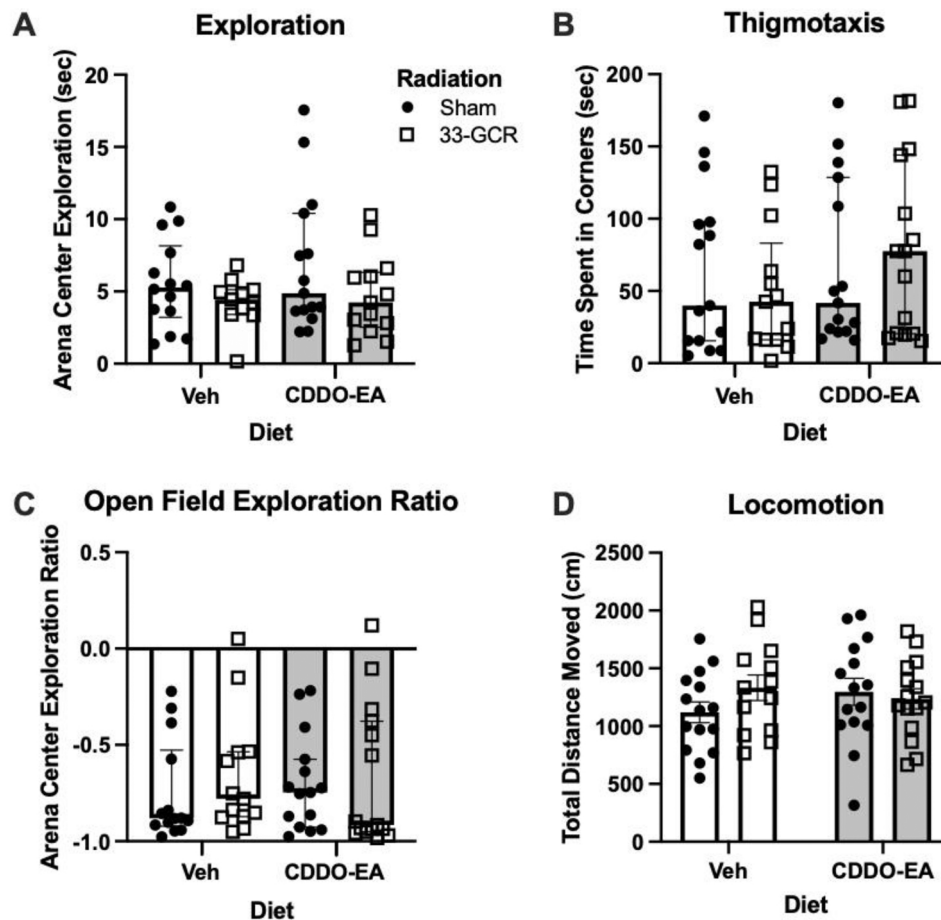 A
Exploration
Arena Center Exploration (sec)
20
15
10
5
0
Radiation
Sham
33-GCR
Veh
CDDO-EA
Diet
B
Thigmotaxis
Time Spent in Corners (sec)
200
150
100
50
0
Veh
CDDO-EA
Diet
C
Open Field Exploration Ratio
Arena Center Exploration Ratio
0.5
0.0
-0.5
-1.0
Veh
CDDO-EA
Diet
D
Locomotion
Total Distance Moved (cm)
2500
2000
1500
1000
500
0
Veh
CDDO-EA
Diet